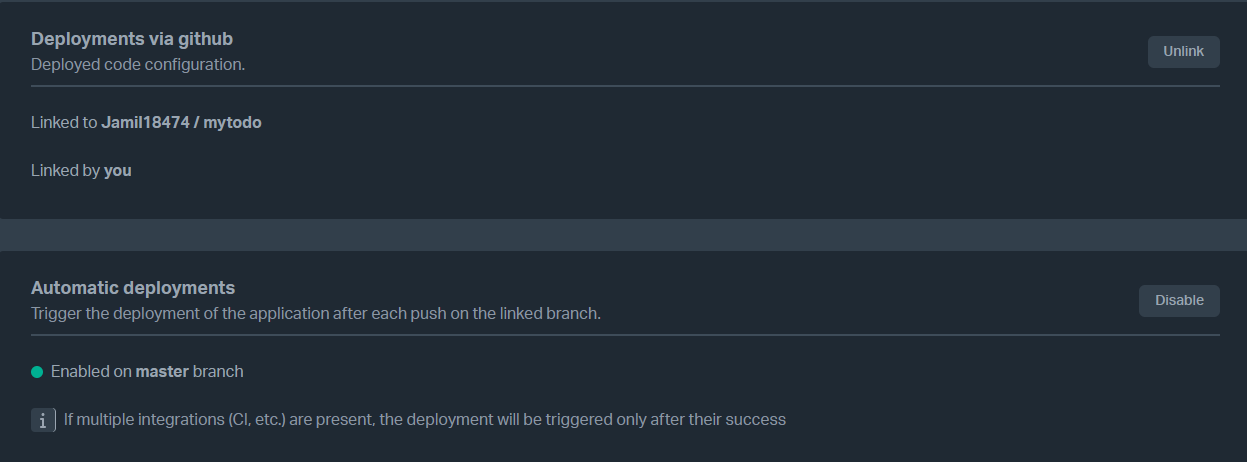 Deployments via github
Unlink
Deployed code configuration.
Linked to Jamil18474 / mytodo
Linked by you
Automatic deployments
Disable
Trigger the deployment of the application after each push on the linked branch.
Enabled on master branch
i If multiple integrations (CI, etc.) are present, the deployment will be triggered only after their success